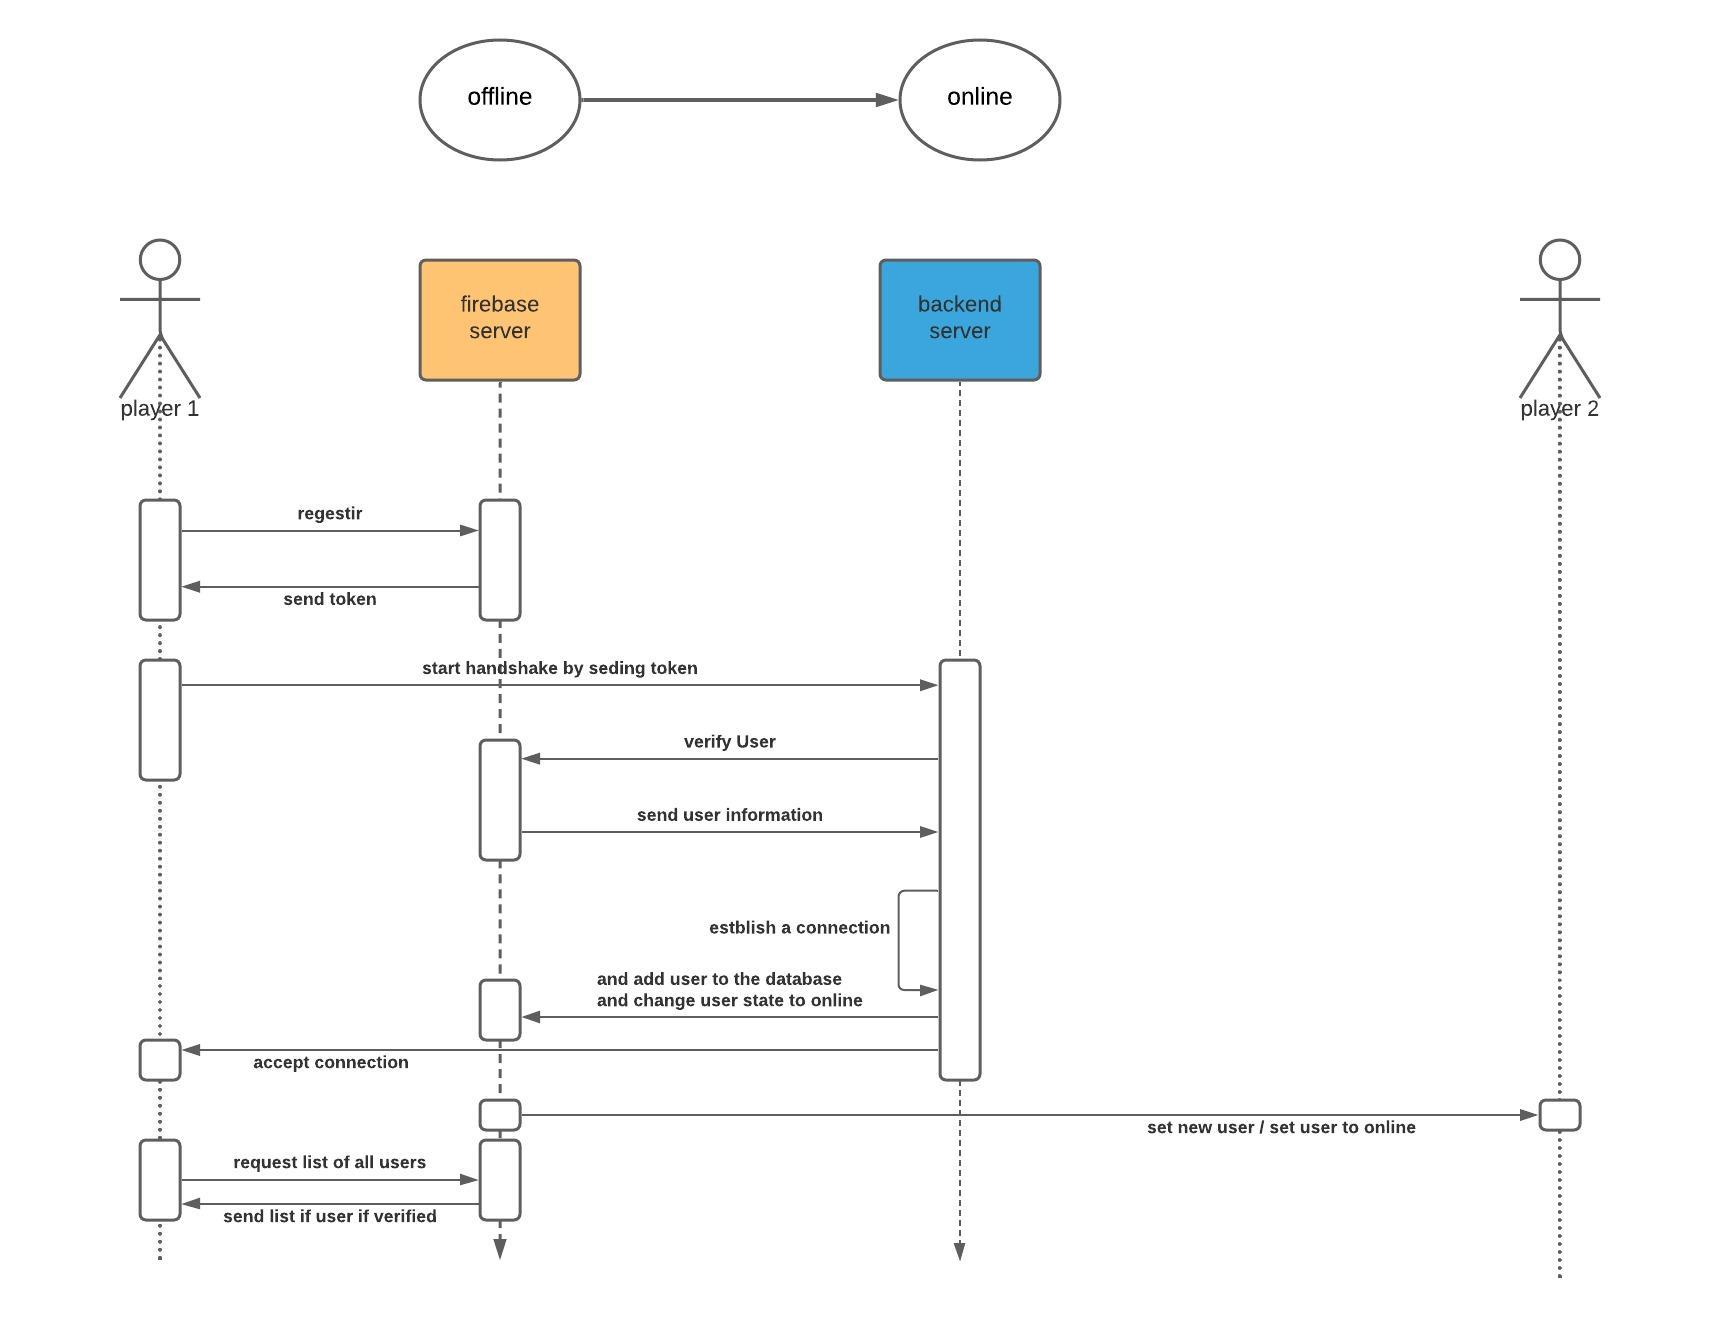 offline
online
firebase
server
backend
server
player 1
player 2
regestir
send token
start handshake by seding token
verify User
send user information
estblish a connection
and add user to the database
and change user state to online
accept connection
set new user / set user to online
request list of all users
send list if user if verified